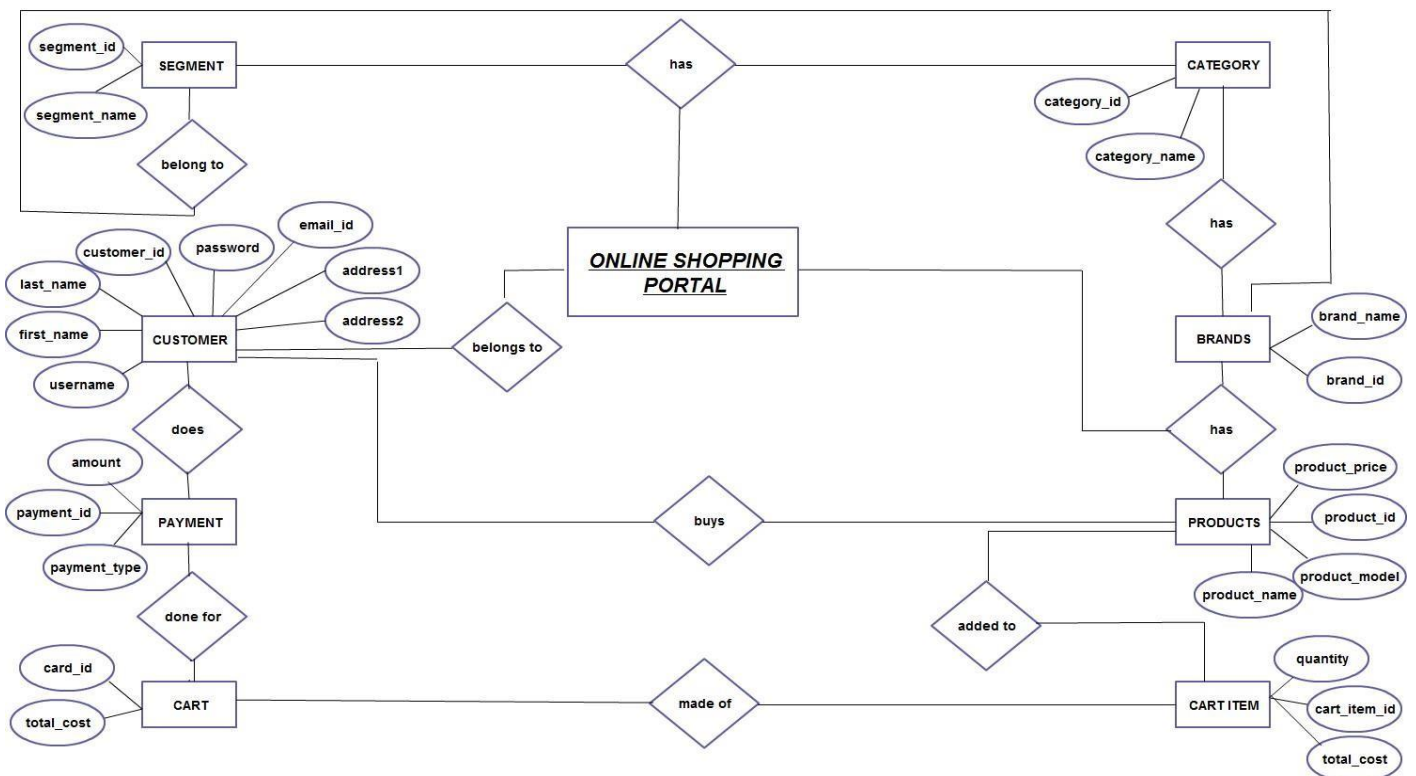 has
segment_id
SEGMENT
CATEGORY
category_id
segment_name
category_name
belong to
has
email_id
customer_id
password
ONLINE SHOPPING
PORTAL
last_name
address1
address2
brand_name
first_name
CUSTOMER
belongs to
BRANDS
username
brand_id
does
has
amount
product_price
payment_id
PAYMENT
buys
PRODUCTS
product_id
payment_type
product_model
product_name
done for
added to
card_id
quantity
CART
made of
CART ITEM
cart_item_id
total_cost
total_cost